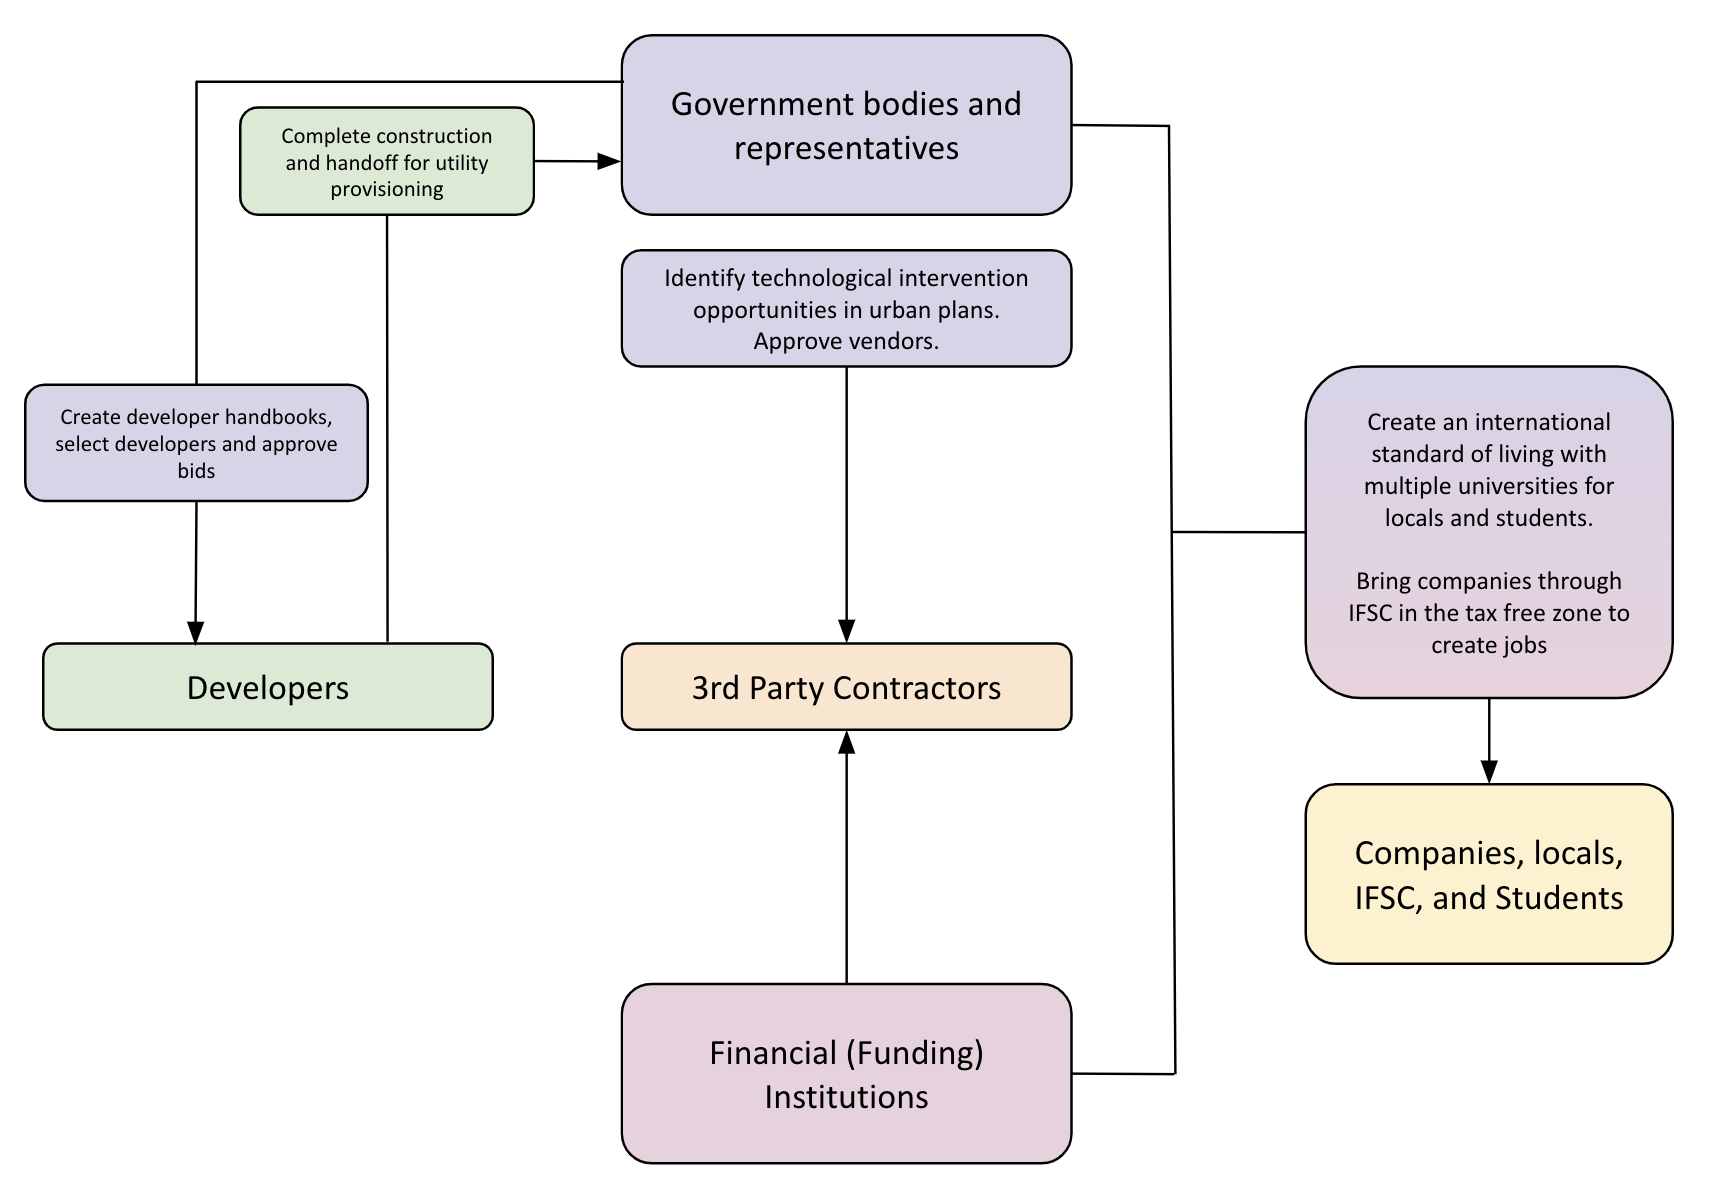 Government bodies and
representatives
Complete construction
and handoff for utility
provisioning
Identify technological intervention
opportunities in urban plans.
Approve vendors.
Create developer handbooks,
select developers and approve
bids
Create an international
standard of living with
multiple universities for
locals and students.
Bring companies through
IFSC in the tax free zone to
create jobs
Developers
3rd Party Contractors
Companies, locals,
IFSC, and Students
Financial (Funding)
Institutions